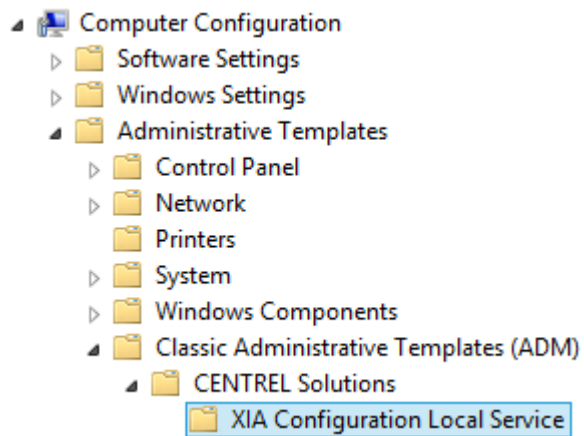 Computer Configuration
Software Settings
Windows Settings
Administrative Templates
Control Panel
Network
Printers
System
Windows Components
Classic Administrative Templates (ADM)
CENTREL Solutions
XIA Configuration Local Service